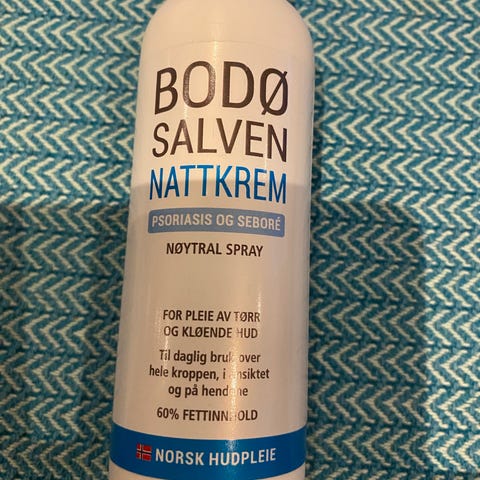 BODØ
SALVEN
NATTKREM
PSORIASIS OG SEBORÉ
NØYTRAL SPRAY
FOR PLEIE AV TØRR
OG KLØENDE HUD
Til daglig bruk over
hele kroppen, i ansiktet
og på hendene
60% FETTINNHOLD
NORSK HUDPLEIE